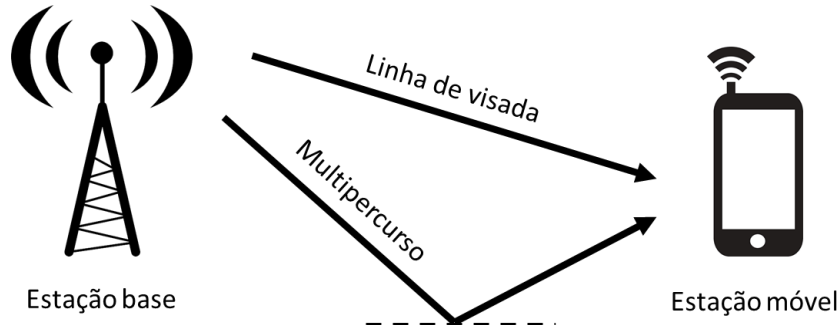 Linha de visada
Multipercurso
Estação base
Estação móvel